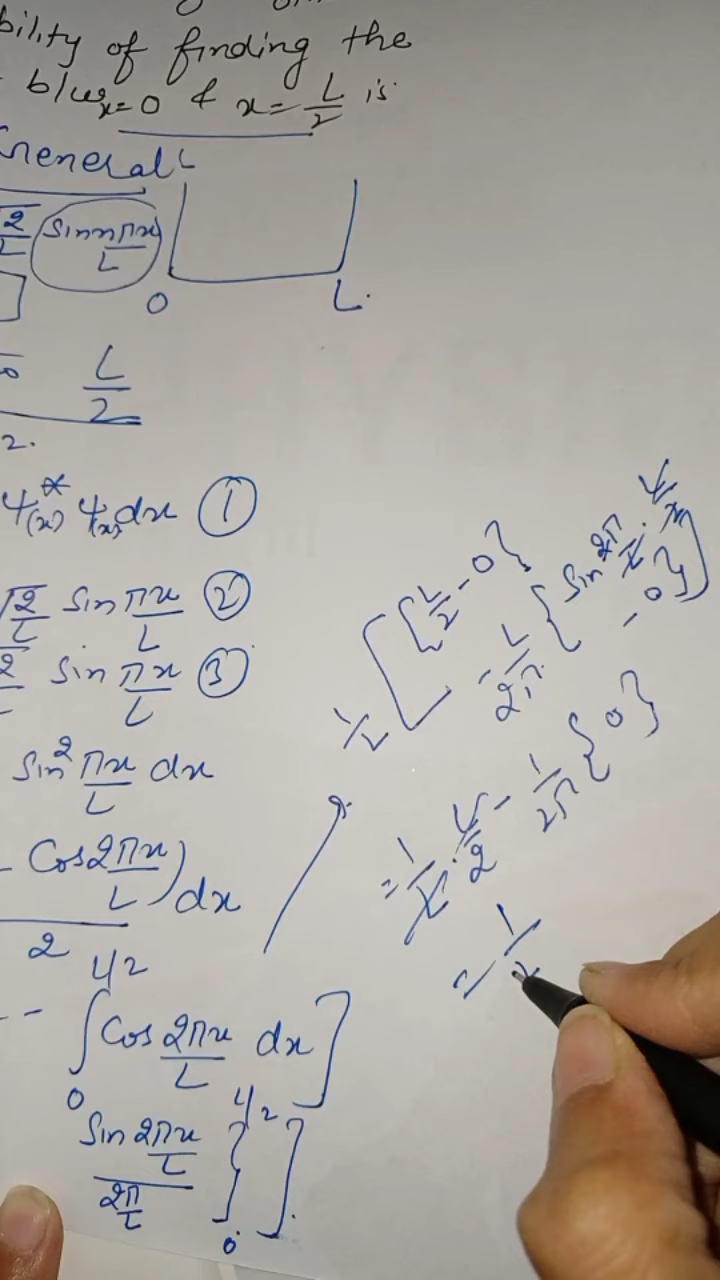 bility of finding the
b/w x=0 & x= L/2 is
General
2/L Sin nπx/L
0 L.
L/2
2.
ψ*(x) ψ(x) dx ①
√2/L Sin πx/L ②
2/L Sin πx/L ③
Sin² πx/L dx
- Cos 2πx/L) dx
2
L/2
∫ Cos 2πx/L dx]
0
Sin 2πx/L L/2
2π/L } ].
0
1/L [{L/2 - 0}
- L/2π { Sin 2π/L · L/2
- 0}]
= 1/L · L/2 - 1/2π {0}
= 1/2